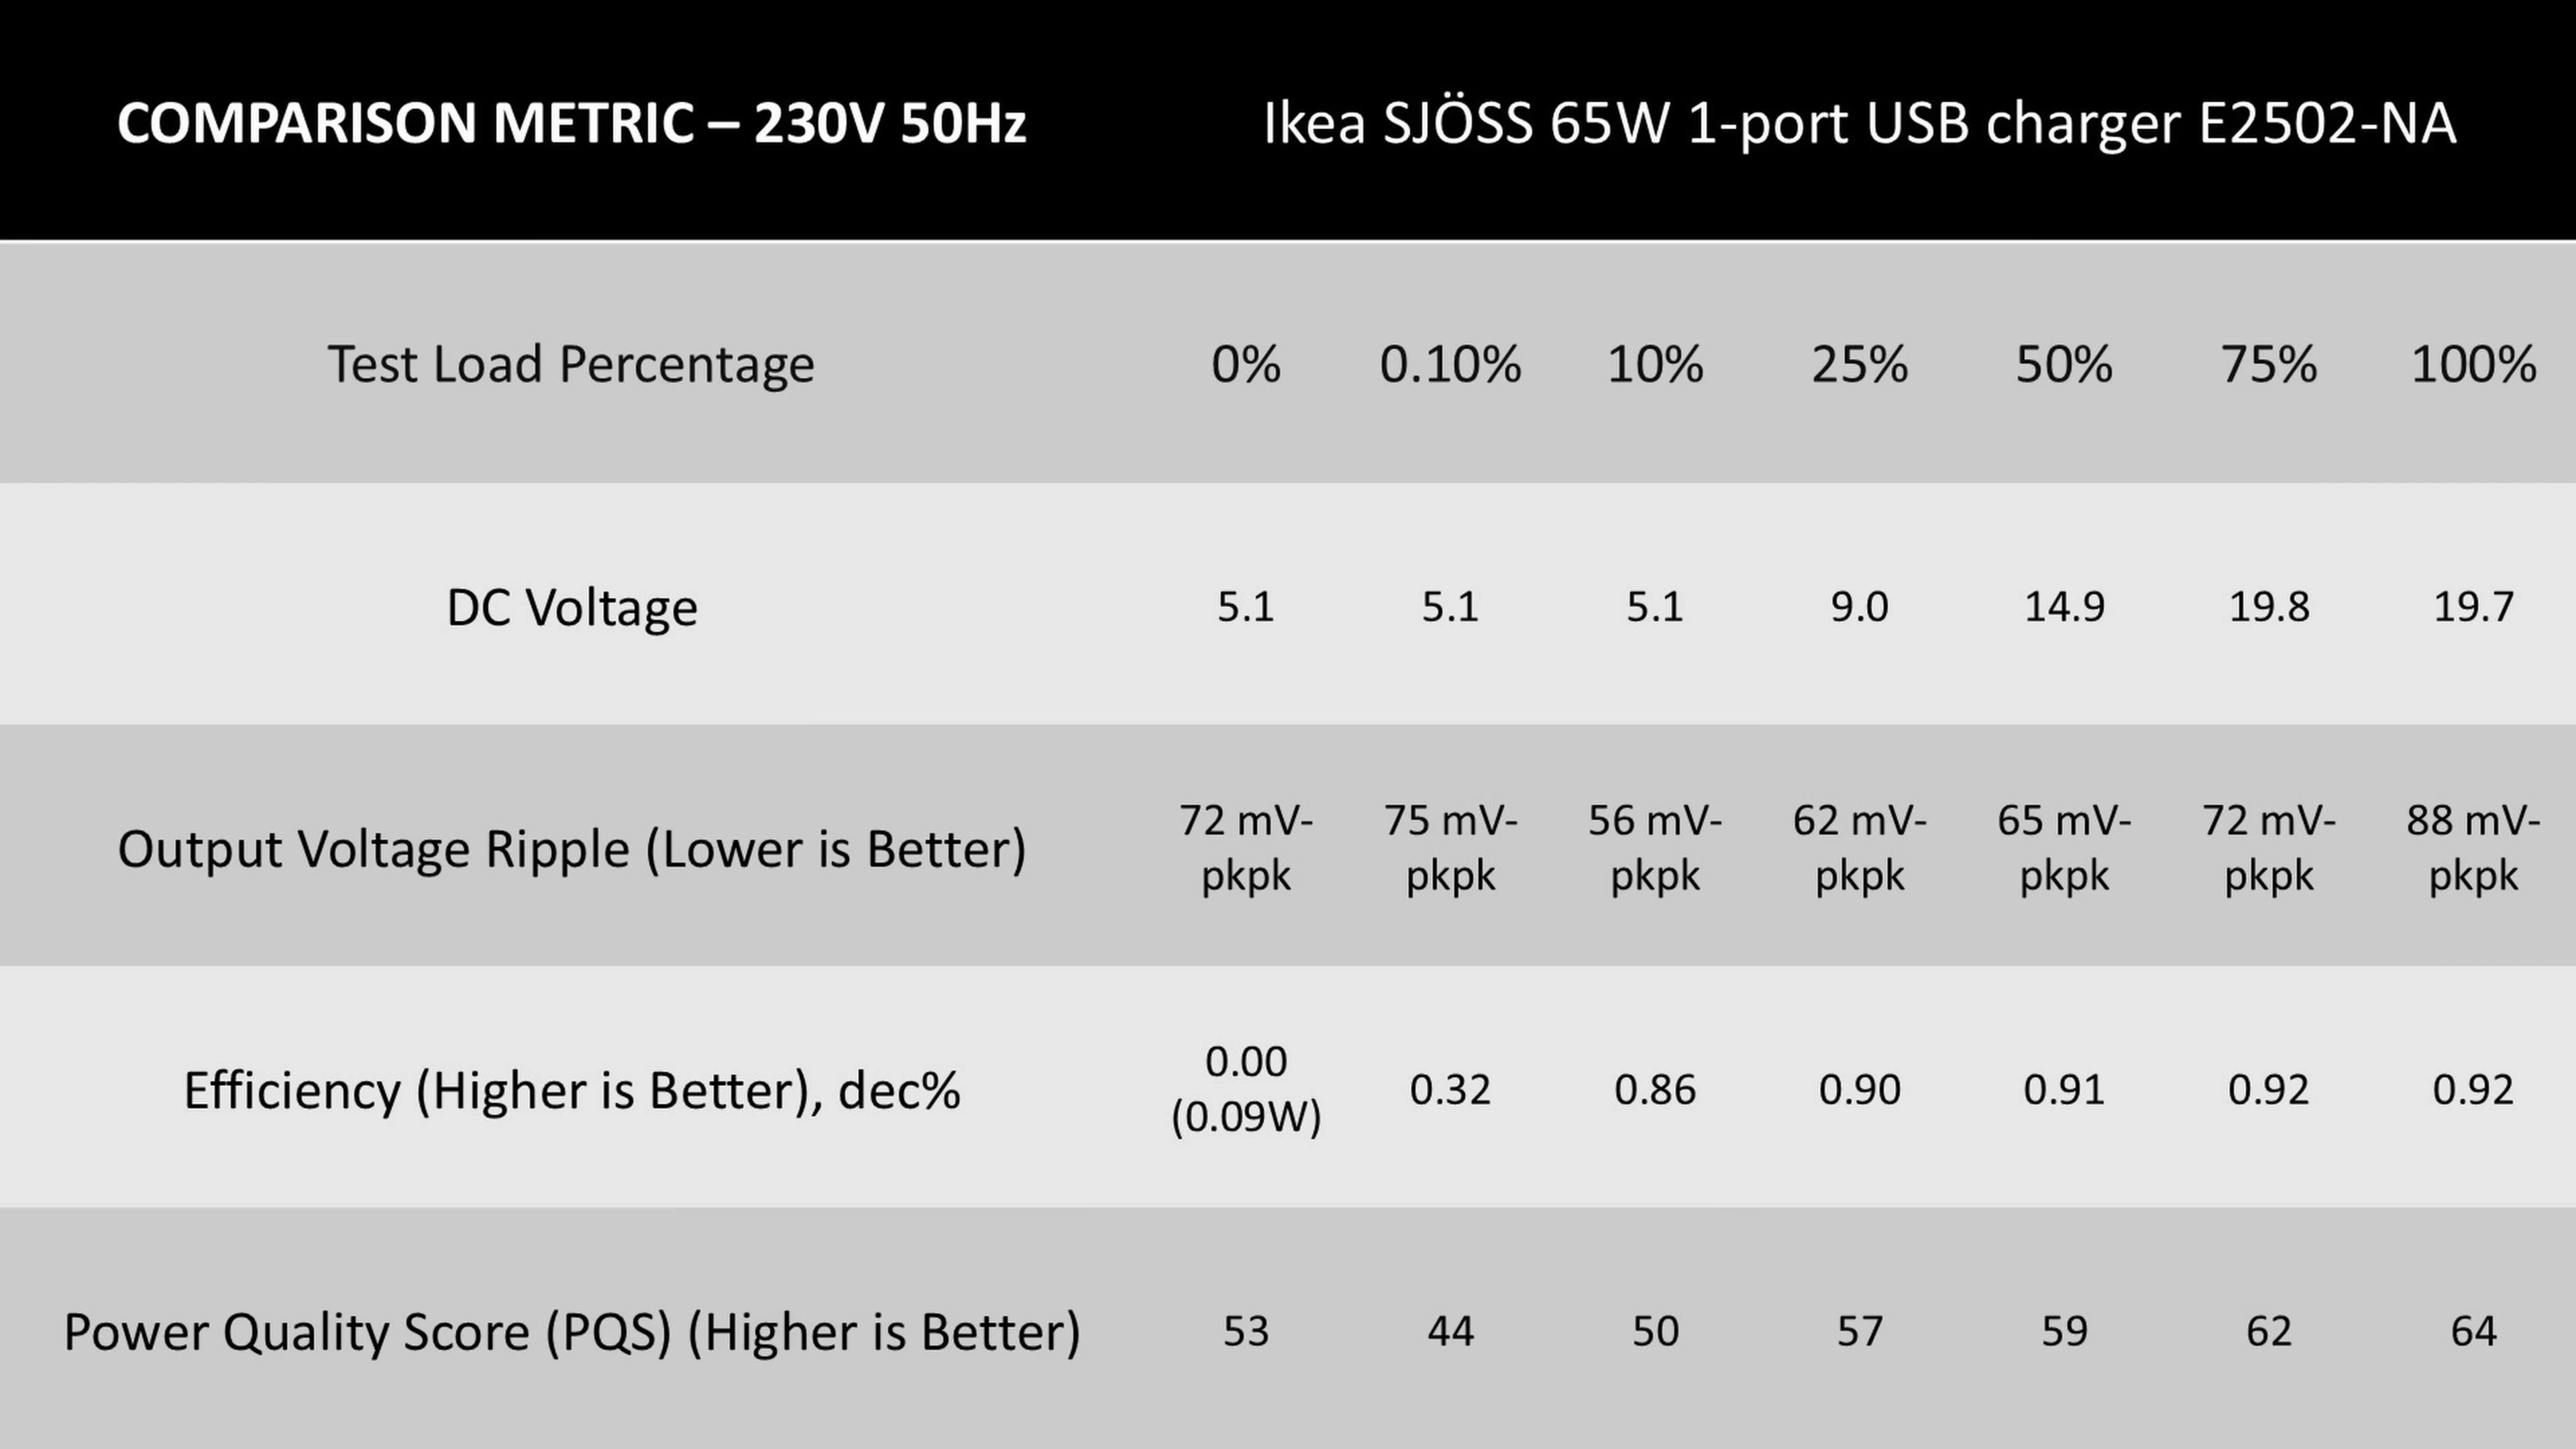 COMPARISON METRIC – 230V 50Hz Ikea SJÖSS 65W 1-port USB charger E2502-NA
Test Load Percentage 0% 0.10% 10% 25% 50% 75% 100%
DC Voltage 5.1 5.1 5.1 9.0 14.9 19.8 19.7
Output Voltage Ripple (Lower is Better) 72 mV-pkpk 75 mV-pkpk 56 mV-pkpk 62 mV-pkpk 65 mV-pkpk 72 mV-pkpk 88 mV-pkpk
Efficiency (Higher is Better), dec% 0.00 (0.09W) 0.32 0.86 0.90 0.91 0.92 0.92
Power Quality Score (PQS) (Higher is Better) 53 44 50 57 59 62 64